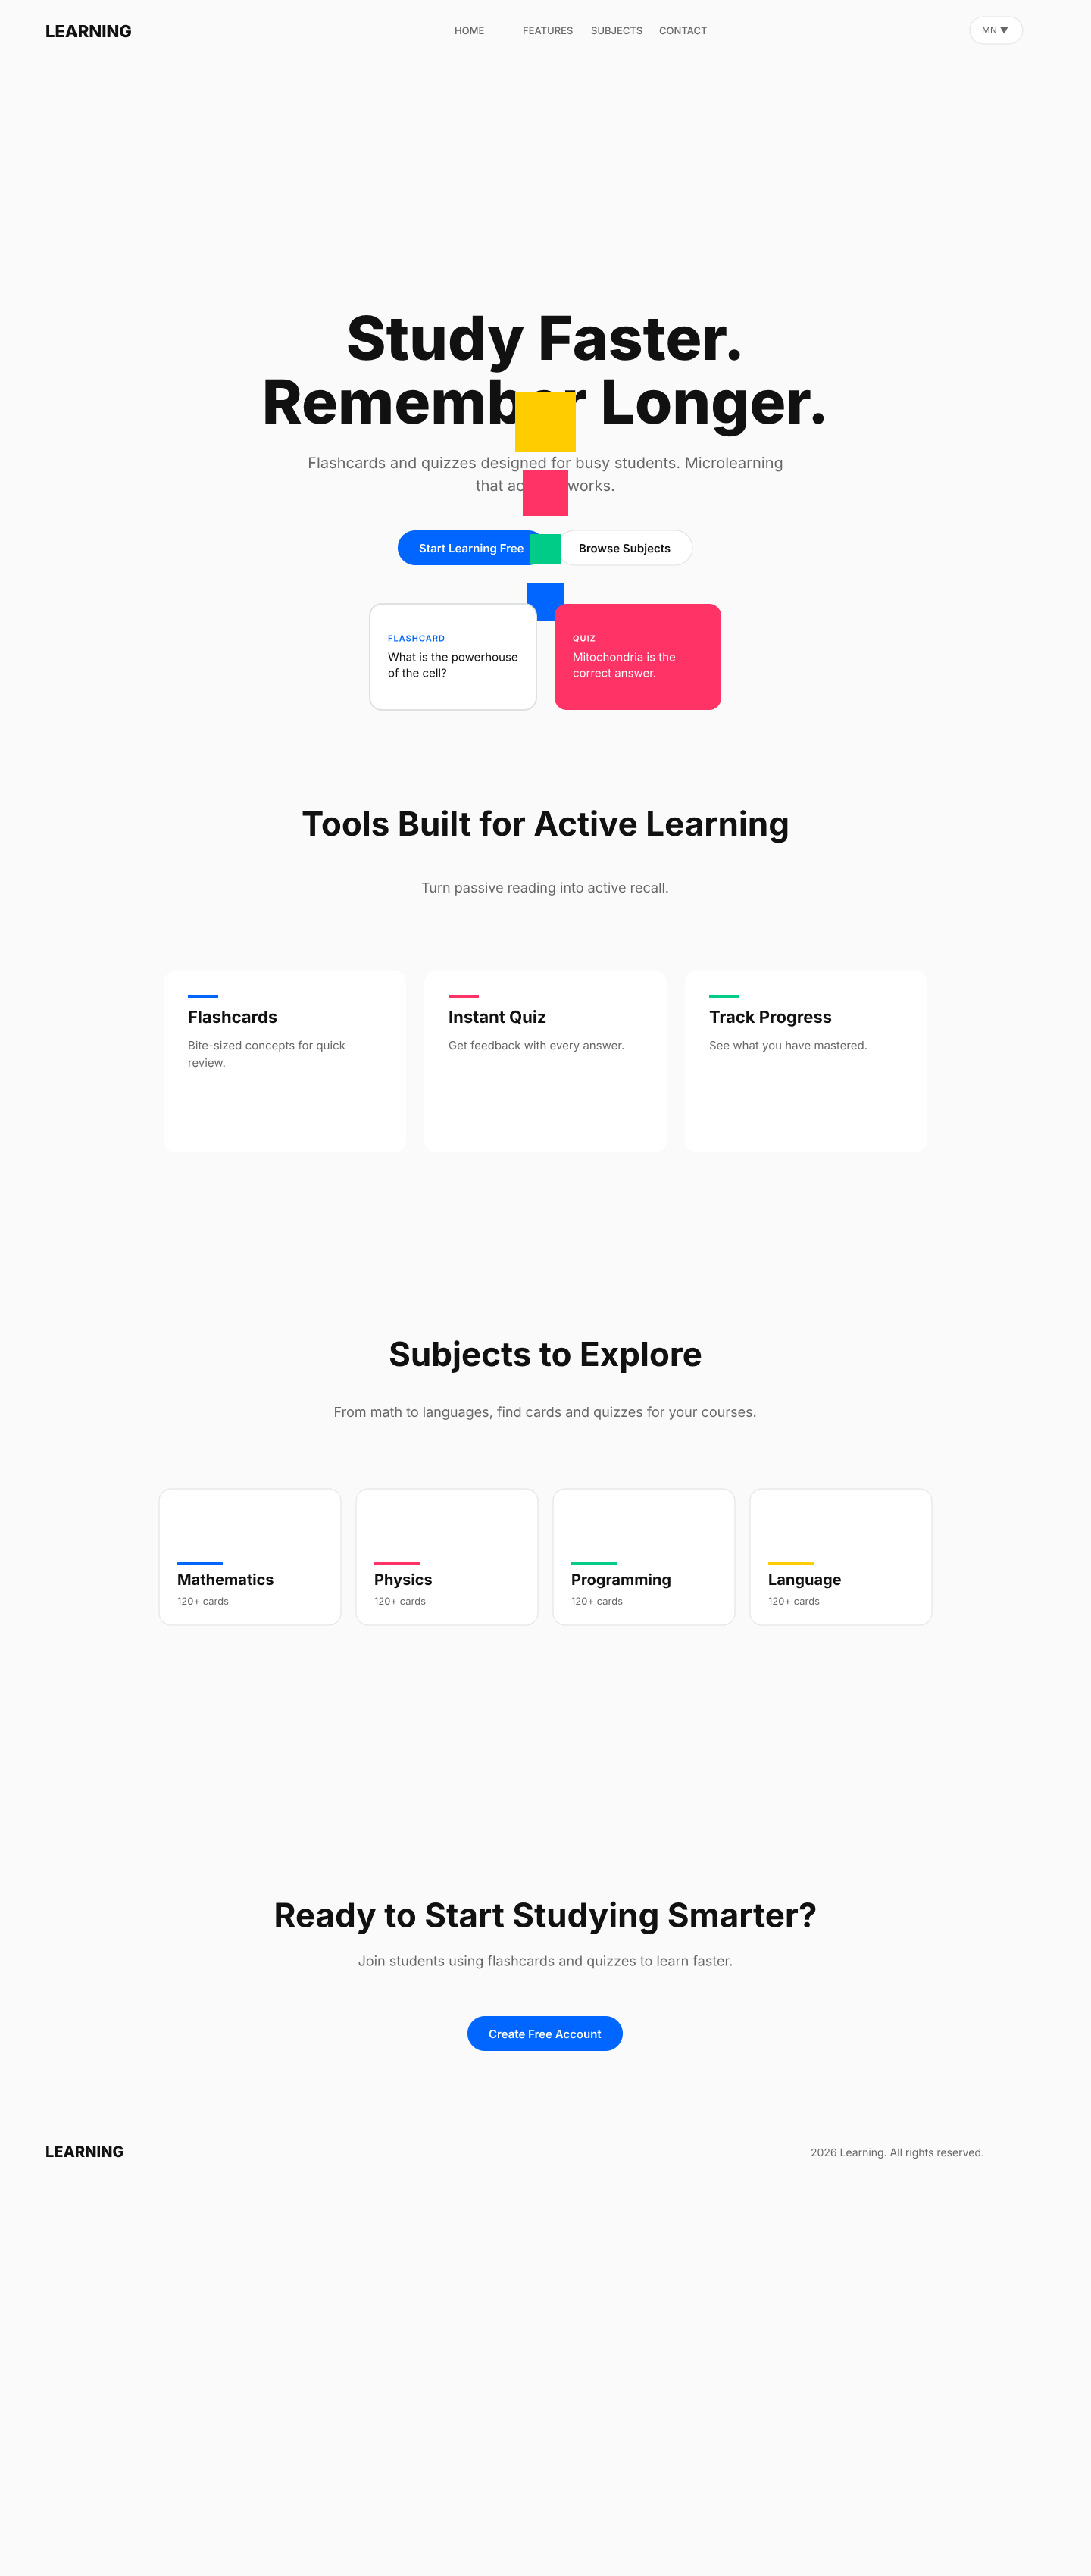 LEARNING
HOME
FEATURES
SUBJECTS
CONTACT
MN ▼
Study Faster.
Longer.
Flashcards and quizzes designed for busy students. Microlearning
that works.
Start Learning Free
Browse Subjects
FLASHCARD
What is the powerhouse
of the cell?
QUIZ
Mitochondria is the
correct answer.
Tools Built for Active Learning
Turn passive reading into active recall.
Flashcards
Bite-sized concepts for quick
review.
Instant Quiz
Get feedback with every answer.
Track Progress
See what you have mastered.
Subjects to Explore
From math to languages, find cards and quizzes for your courses.
Mathematics
120+ cards
Physics
120+ cards
Programming
120+ cards
Language
120+ cards
Ready to Start Studying Smarter?
Join students using flashcards and quizzes to learn faster.
Create Free Account
LEARNING
2026 Learning. All rights reserved.